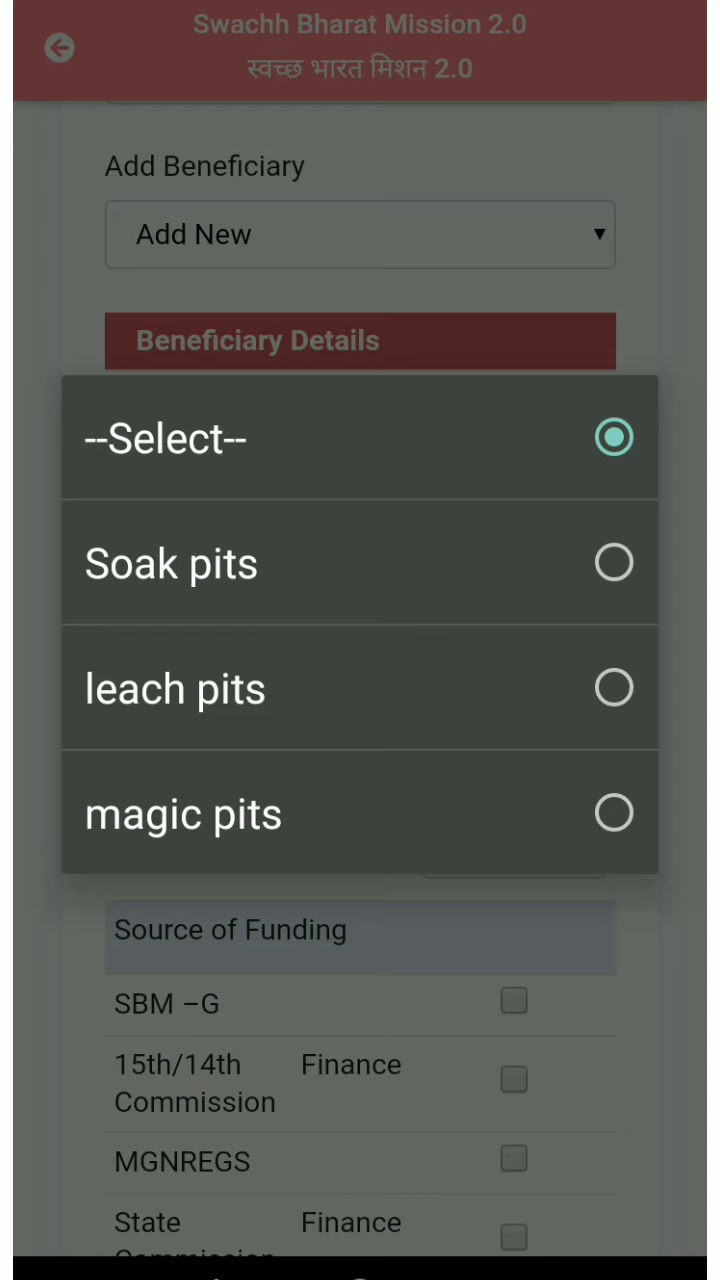 Swachh Bharat Mission 2.0
स्वच्छ भारत मिशन 2.0
Add Beneficiary
Add New
Beneficiary Details
--Select--
Soak pits
leach pits
magic pits
Source of Funding
SBM –G
15th/14th Finance
Commission
MGNREGS
State Finance
Commission